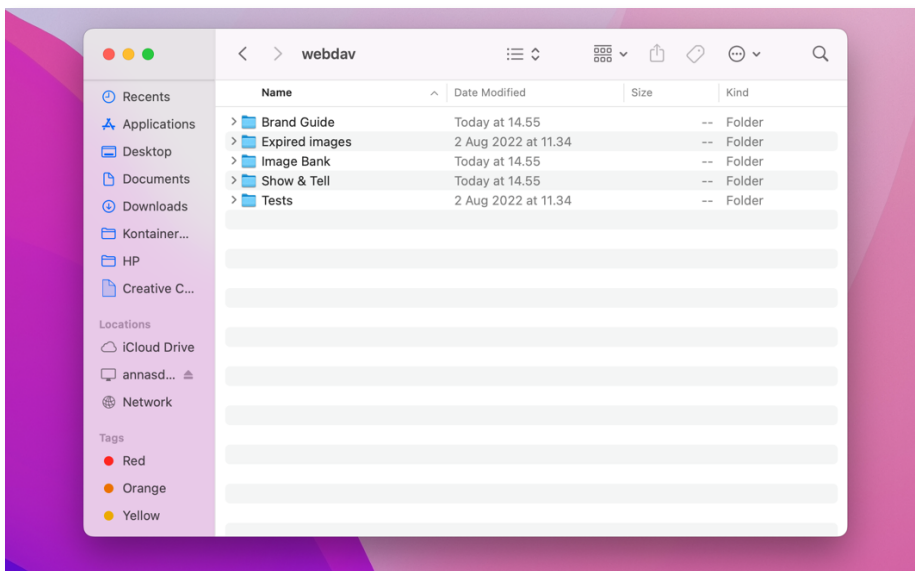 webdav
Recents
Applications
Desktop
Documents
Downloads
Kontainer...
HP
Creative C...
Locations
iCloud Drive
annasd...
Network
Tags
Red
Orange
Yellow
Name Date Modified Size Kind
Brand Guide Today at 14.55 -- Folder
Expired images 2 Aug 2022 at 11.34 -- Folder
Image Bank Today at 14.55 -- Folder
Show & Tell Today at 14.55 -- Folder
Tests 2 Aug 2022 at 11.34 -- Folder